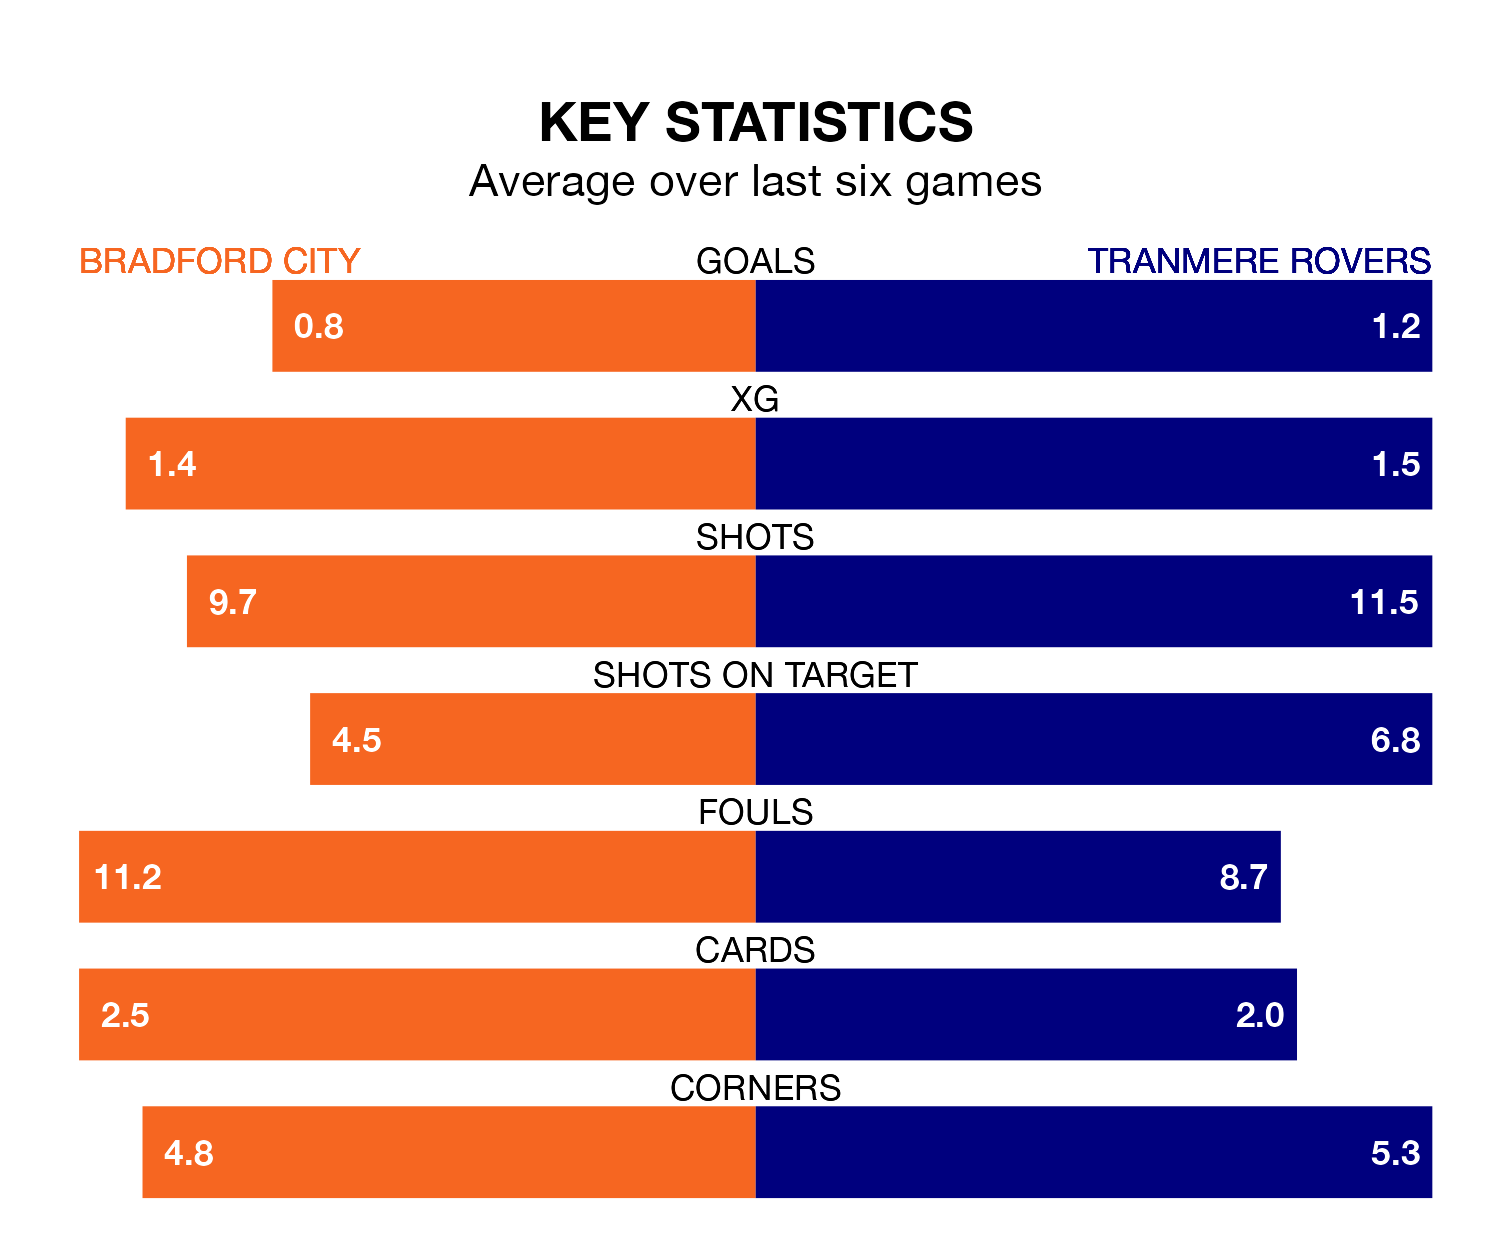 KEY STATISTICS
Average over last six games
BRADFORD CITY GOALS TRANMERE ROVERS
0.8 1.2
XG
1.4 1.5
SHOTS
9.7 11.5
SHOTS ON TARGET
4.5 6.8
FOULS
11.2 8.7
CARDS
2.5 2.0
CORNERS
4.8 5.3